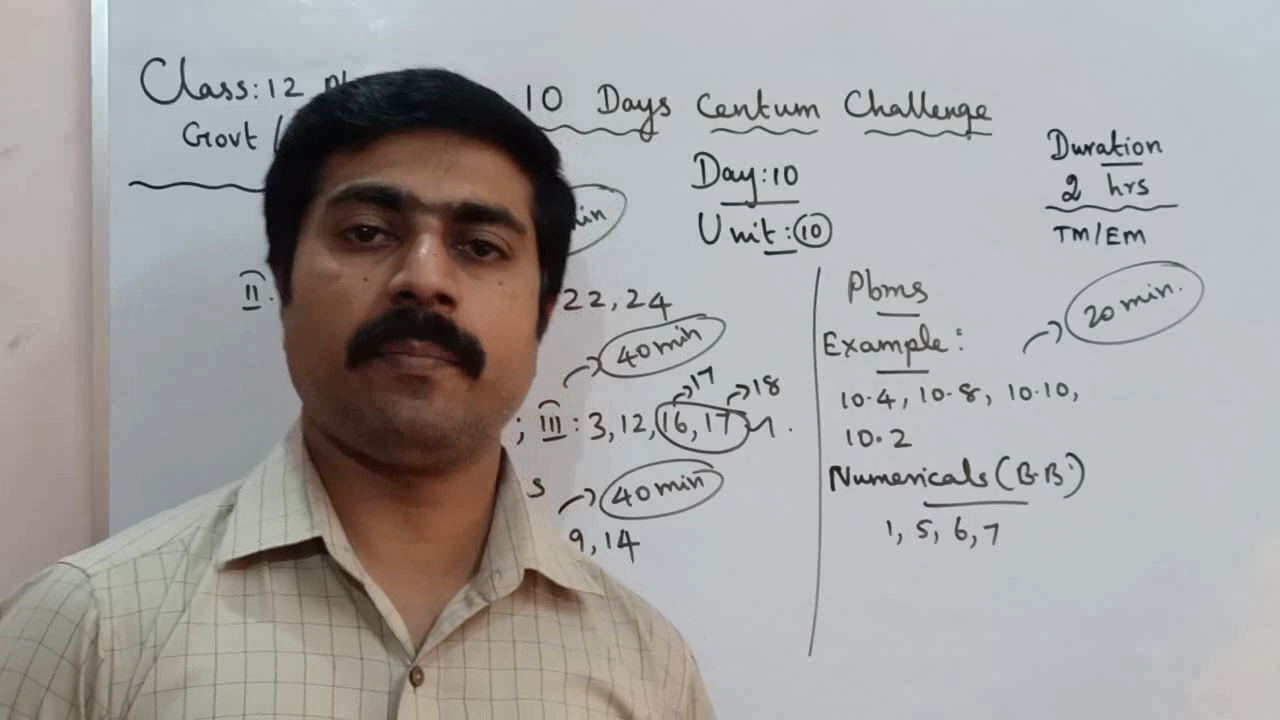 Class: 12
Govt /
10 Days Centum Challenge
Day: 10
Unit: 10
Duration
2 hrs
TM/EM
II.
22, 24
40 min
17
18
; III : 3, 12, 16, 17
s
40 min
9, 14
Pbms
Example:
20 min.
10.4, 10.8, 10.10,
10.2
Numericals (B.B)
1, 5, 6, 7